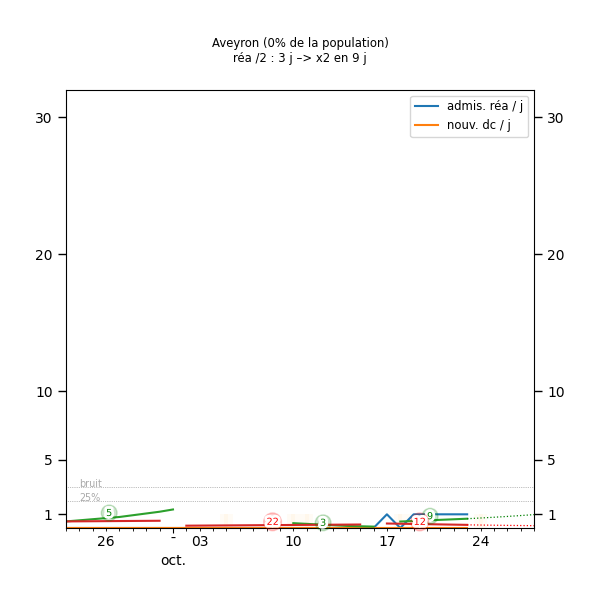 Aveyron (0% de la population)
réa /2 : 3 j –> x2 en 9 j
admis. réa / j
nouv. dc / j
30 30
20 20
10 10
5 5
bruit
25%
1 5 22 3 12 9 1
26 - 03 10 17 24
oct.